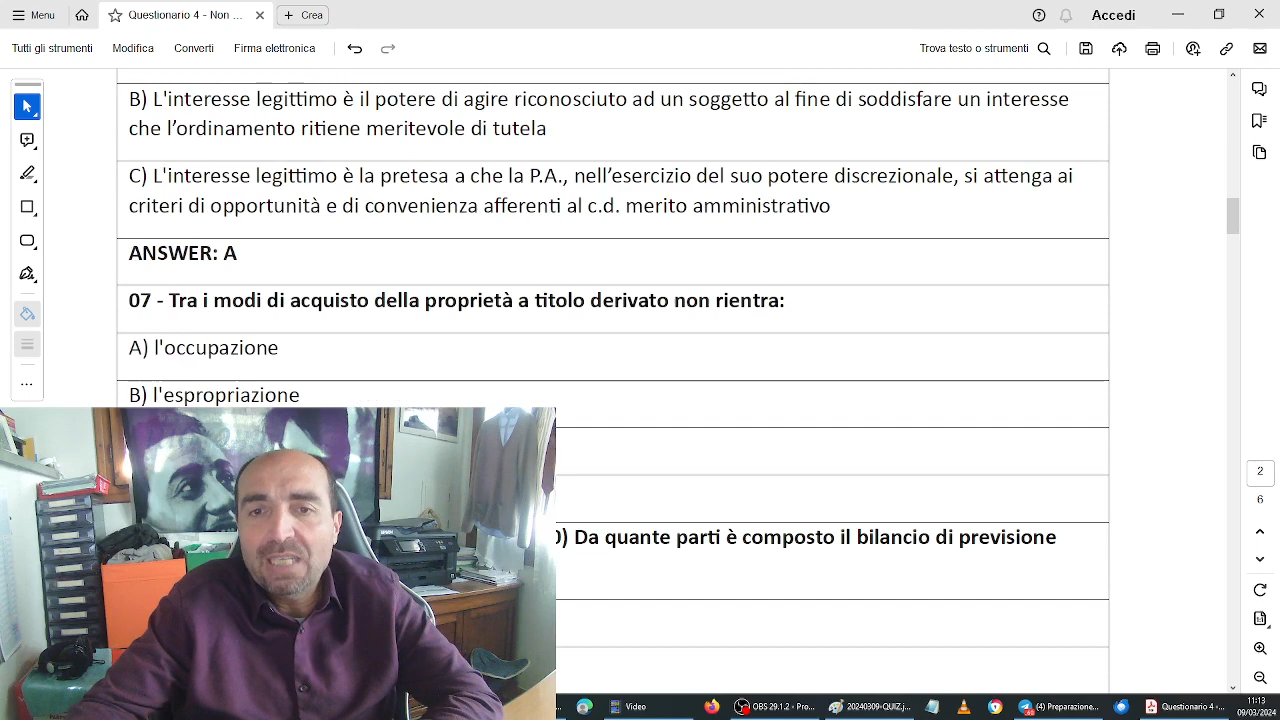 Menu
Questionario 4 - Non ...
Crea
Accedi
Tutti gli strumenti
Modifica
Converti
Firma elettronica
Trova testo o strumenti
B) L'interesse legittimo è il potere di agire riconosciuto ad un soggetto al fine di soddisfare un interesse
che l’ordinamento ritiene meritevole di tutela
C) L'interesse legittimo è la pretesa a che la P.A., nell’esercizio del suo potere discrezionale, si attenga ai
criteri di opportunità e di convenienza afferenti al c.d. merito amministrativo
ANSWER: A
07 - Tra i modi di acquisto della proprietà a titolo derivato non rientra:
A) l'occupazione
B) l'espropriazione
) Da quante parti è composto il bilancio di previsione
2
6
Video
OBS 29.1.2 - Pro...
20240309-QUIZ.j...
(4) Preparazione...
Questionario 4 -...
11:13
09/03/2024